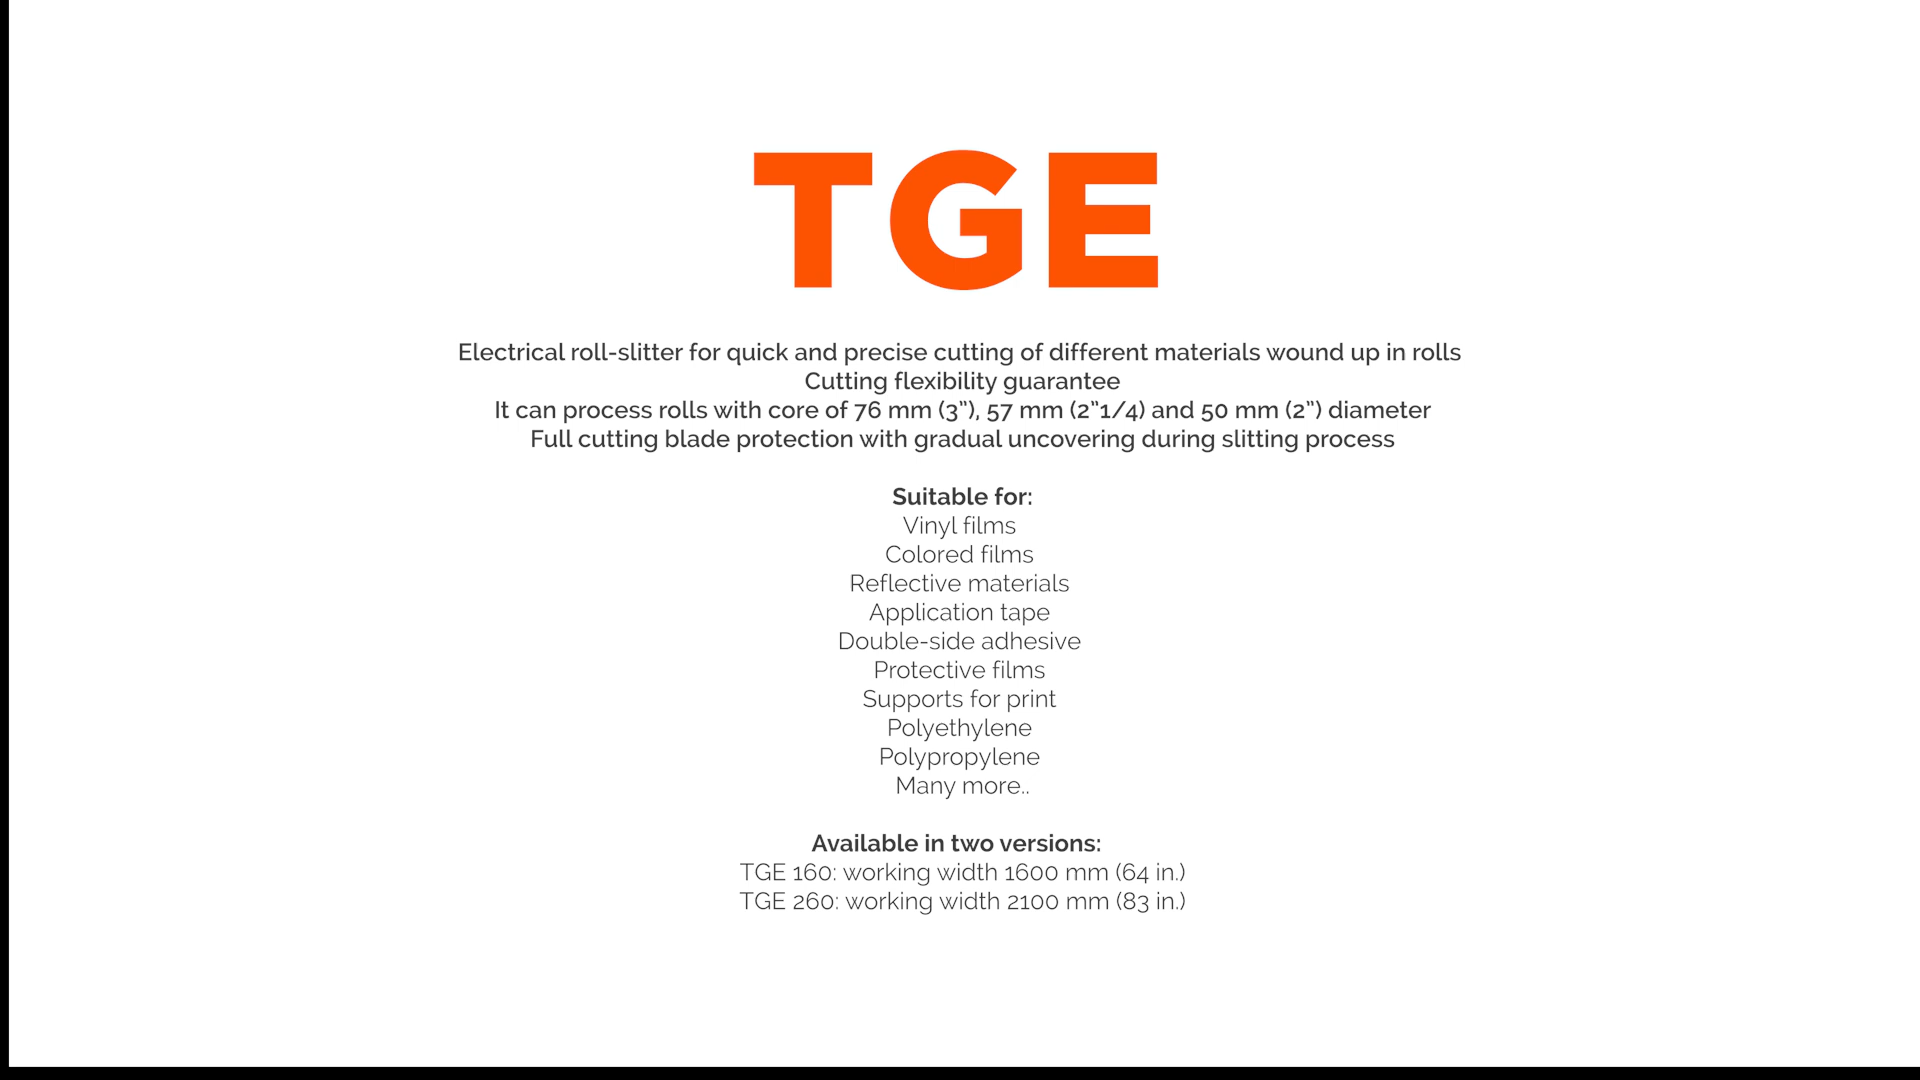 TGE
Electrical roll-slitter for quick and precise cutting of different materials wound up in rolls
Cutting flexibility guarantee
It can process rolls with core of 76 mm (3”), 57 mm (2”1/4) and 50 mm (2”) diameter
Full cutting blade protection with gradual uncovering during slitting process
Suitable for:
Vinyl films
Colored films
Reflective materials
Application tape
Double-side adhesive
Protective films
Supports for print
Polyethylene
Polypropylene
Many more..
Available in two versions:
TGE 160: working width 1600 mm (64 in.)
TGE 260: working width 2100 mm (83 in.)